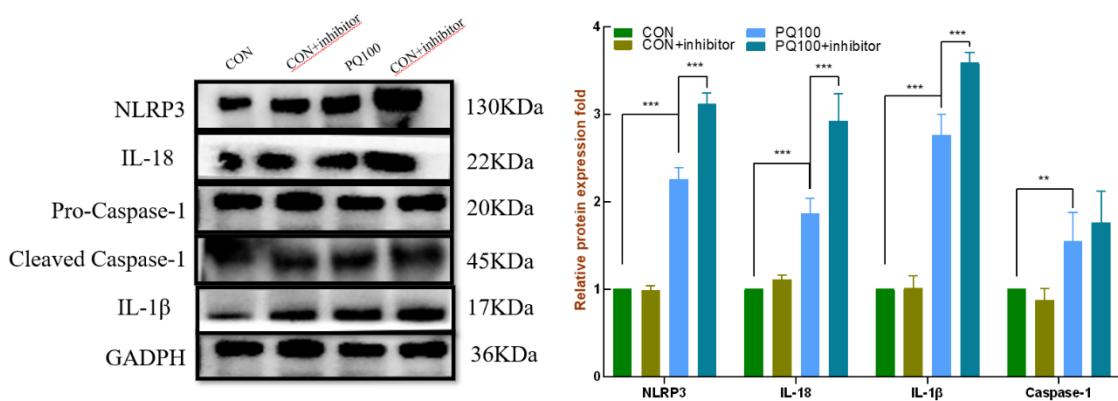 CON CON+inhibitor PQ100 CON+inhibitor
NLRP3 130KDa
IL-18 22KDa
Pro-Caspase-1 20KDa
Cleaved Caspase-1 45KDa
IL-1β 17KDa
GADPH 36KDa
CON PQ100
CON+inhibitor PQ100+inhibitor
Relative protein expression fold
4
3
2
1
0
*** ***
*** ***
*** ***
**
NLRP3 IL-18 IL-1β Caspase-1